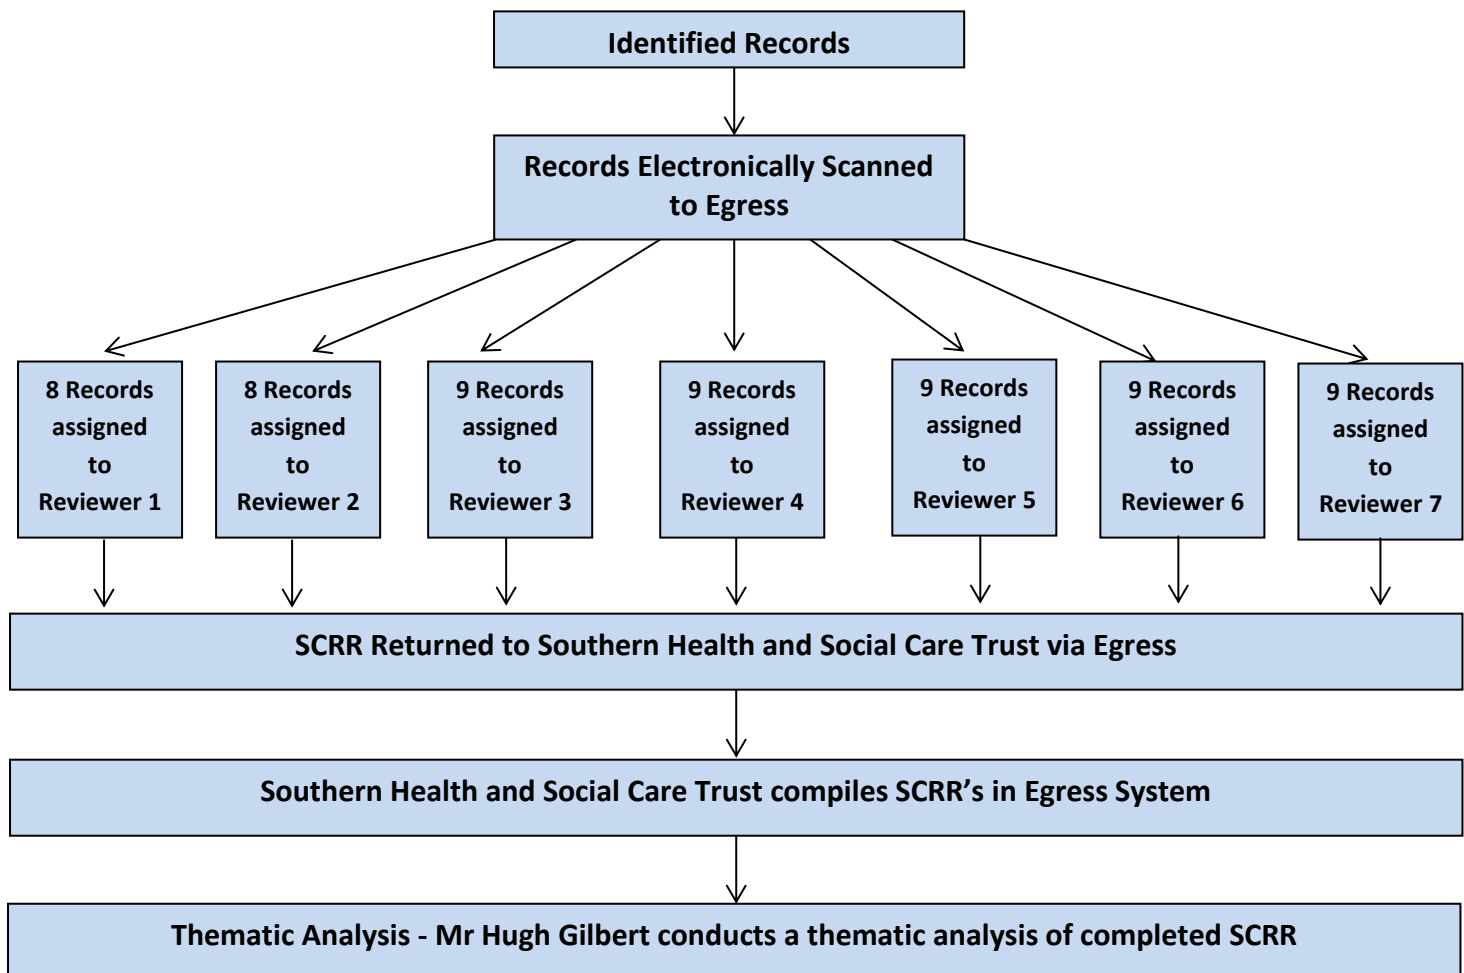 Identified Records
Records Electronically Scanned
to Egress
8 Records
assigned
to
Reviewer 1
8 Records
assigned
to
Reviewer 2
9 Records
assigned
to
Reviewer 3
9 Records
assigned
to
Reviewer 4
9 Records
assigned
to
Reviewer 5
9 Records
assigned
to
Reviewer 6
9 Records
assigned
to
Reviewer 7
SCRR Returned to Southern Health and Social Care Trust via Egress
Southern Health and Social Care Trust compiles SCRR’s in Egress System
Thematic Analysis - Mr Hugh Gilbert conducts a thematic analysis of completed SCRR